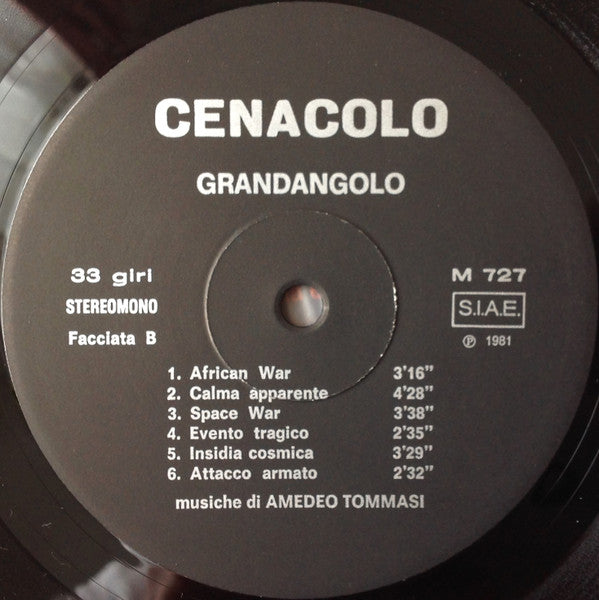 CENACOLO
GRANDANGOLO
33 giri
STEREOMONO
Facciata B
M 727
S.I.A.E.
℗ 1981
1. African War 3'16"
2. Calma apparente 4'28"
3. Space War 3'38"
4. Evento tragico 2'35"
5. Insidia cosmica 3'29"
6. Attacco armato 2'32"
musiche di AMEDEO TOMMASI